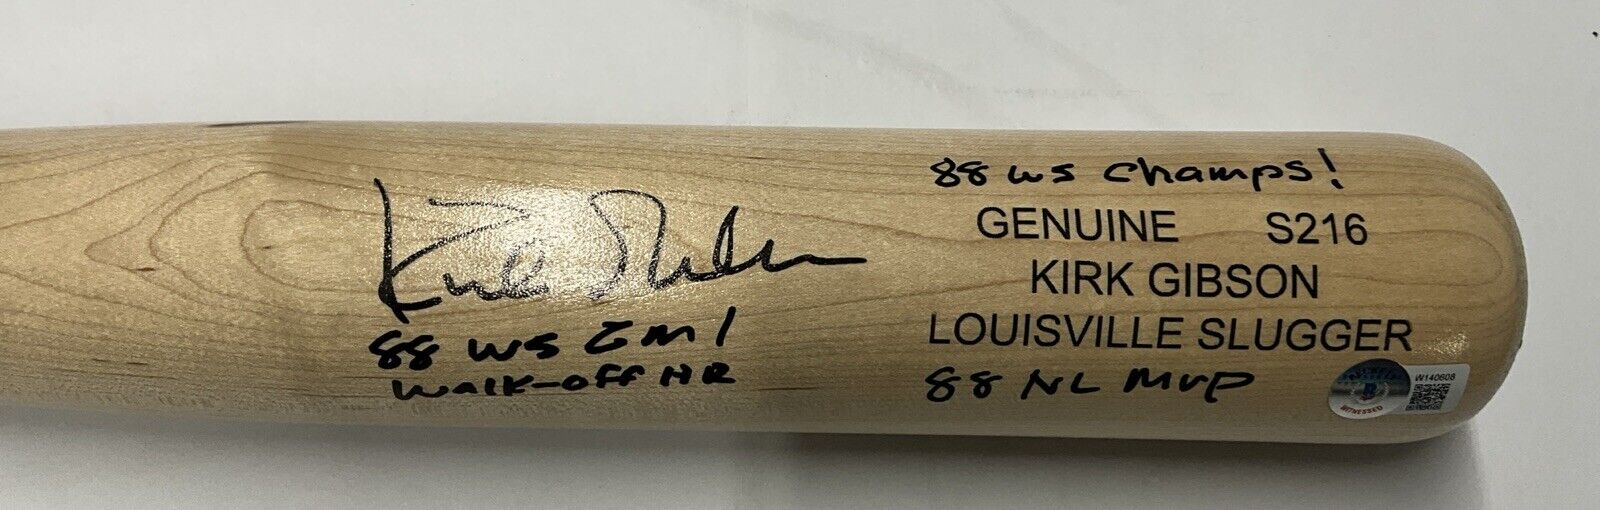 Kirk Gibson
88 WS GM 1
Walk-off HR
88 WS Champs!
GENUINE S216
KIRK GIBSON
LOUISVILLE SLUGGER
88 NL MVP
WITNESSED
W140608